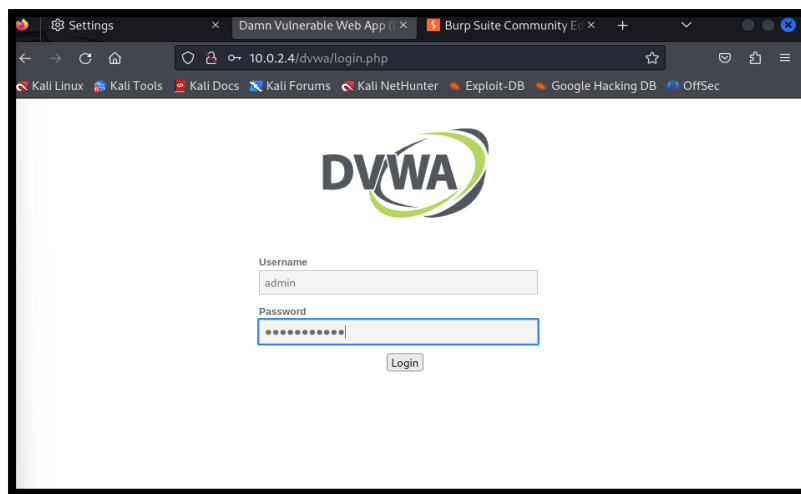 Settings × Damn Vulnerable Web App (D × Burp Suite Community Ed × +
10.0.2.4/dvwa/login.php
Kali Linux Kali Tools Kali Docs Kali Forums Kali NetHunter Exploit-DB Google Hacking DB OffSec
DVWA
Username
admin
Password
●●●●●●●●●●●
Login